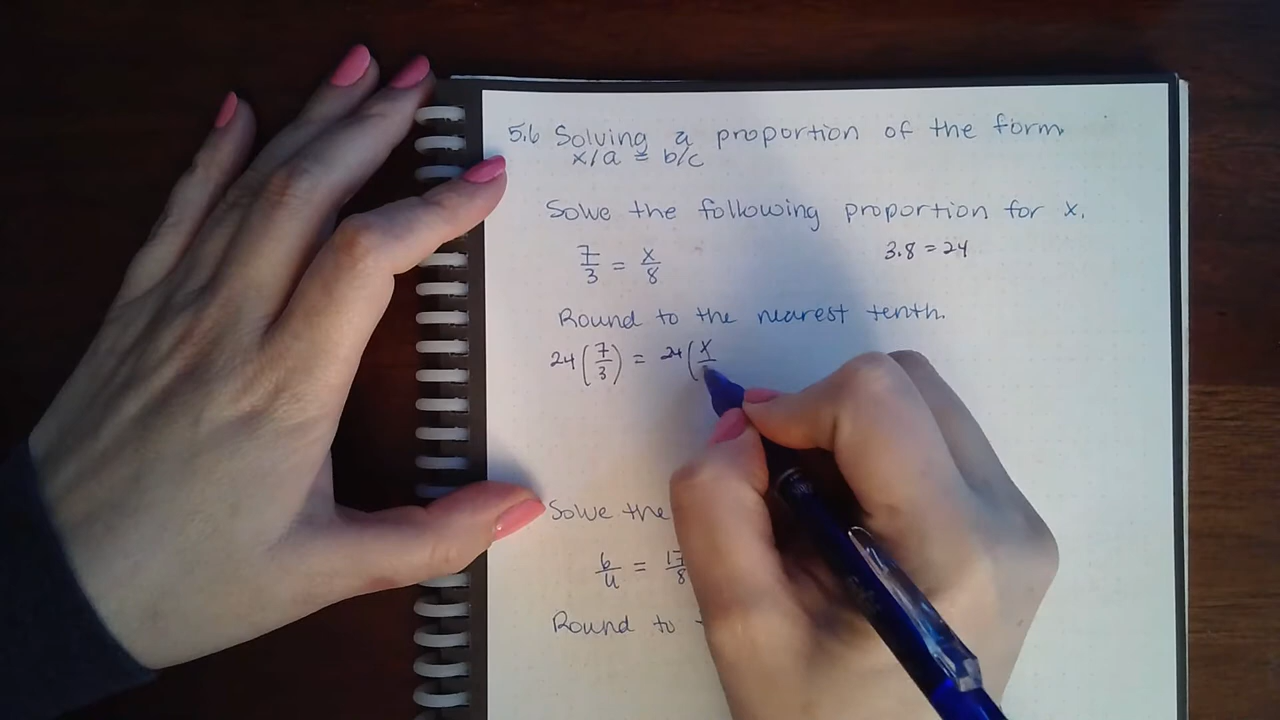 5.6 Solving a proportion of the form
x/a = b/c
Solve the following proportion for x.
7/3 = x/8
3.8 = 24
Round to the nearest tenth.
24(7/3) = 24(x
Solve the
6/u = 17/8
Round to